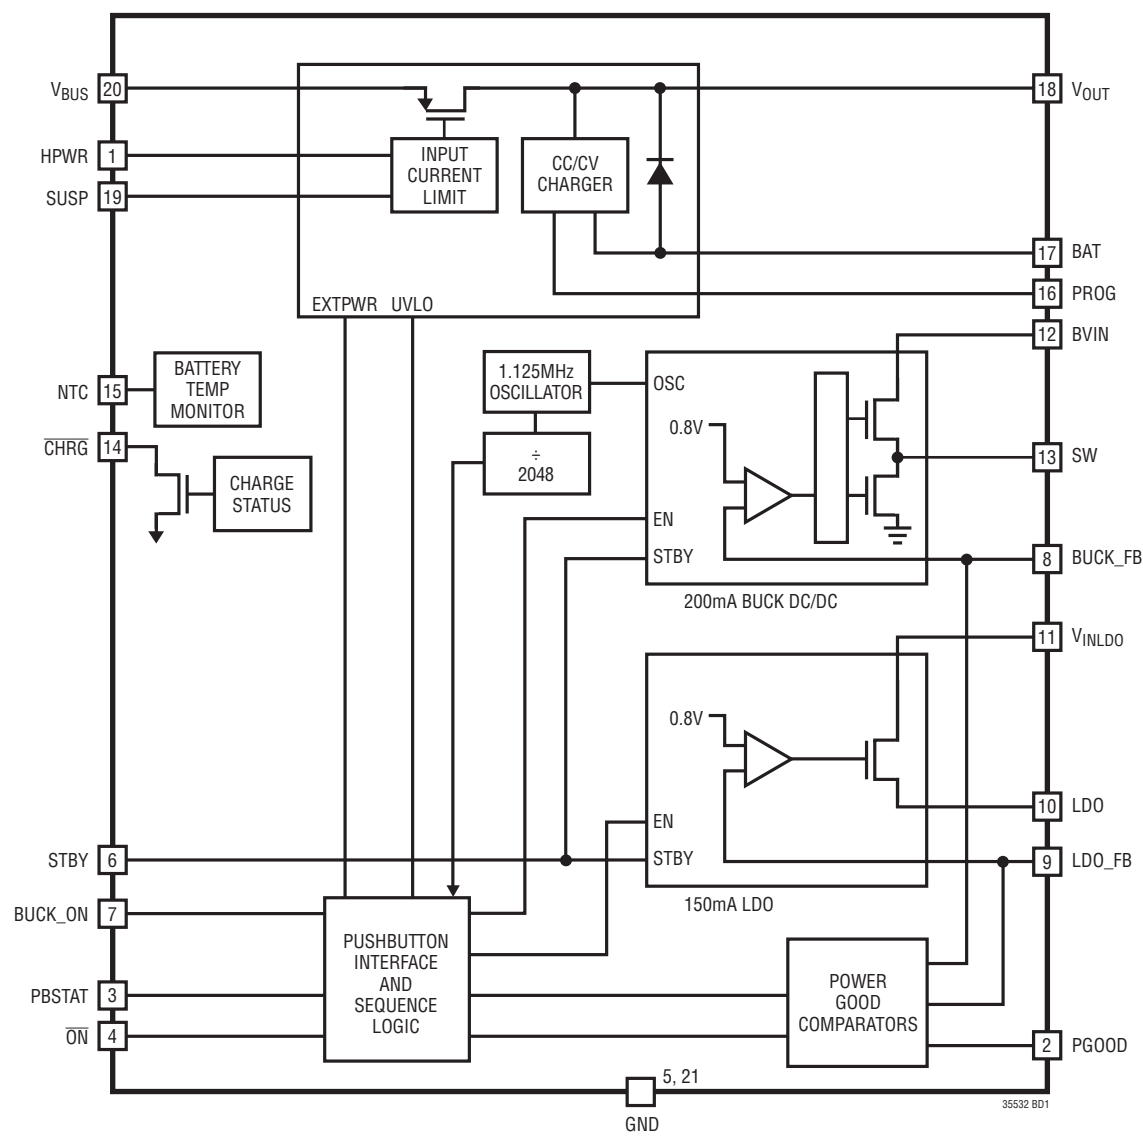 VBUS 20
18 VOUT
HPWR 1
SUSP 19
INPUT
CURRENT
LIMIT
CC/CV
CHARGER
17 BAT
16 PROG
EXTPWR UVLO
12 BVIN
NTC 15
BATTERY
TEMP
MONITOR
1.125MHz
OSCILLATOR
OSC
0.8V
CHRG 14
÷
2048
13 SW
CHARGE
STATUS
EN
STBY
8 BUCK_FB
200mA BUCK DC/DC
11 VINLDO
0.8V
10 LDO
EN
STBY 6
STBY
9 LDO_FB
150mA LDO
BUCK_ON 7
PUSHBUTTON
INTERFACE
AND
SEQUENCE
LOGIC
PBSTAT 3
ON 4
POWER
GOOD
COMPARATORS
2 PGOOD
5, 21
GND
35532 BD1